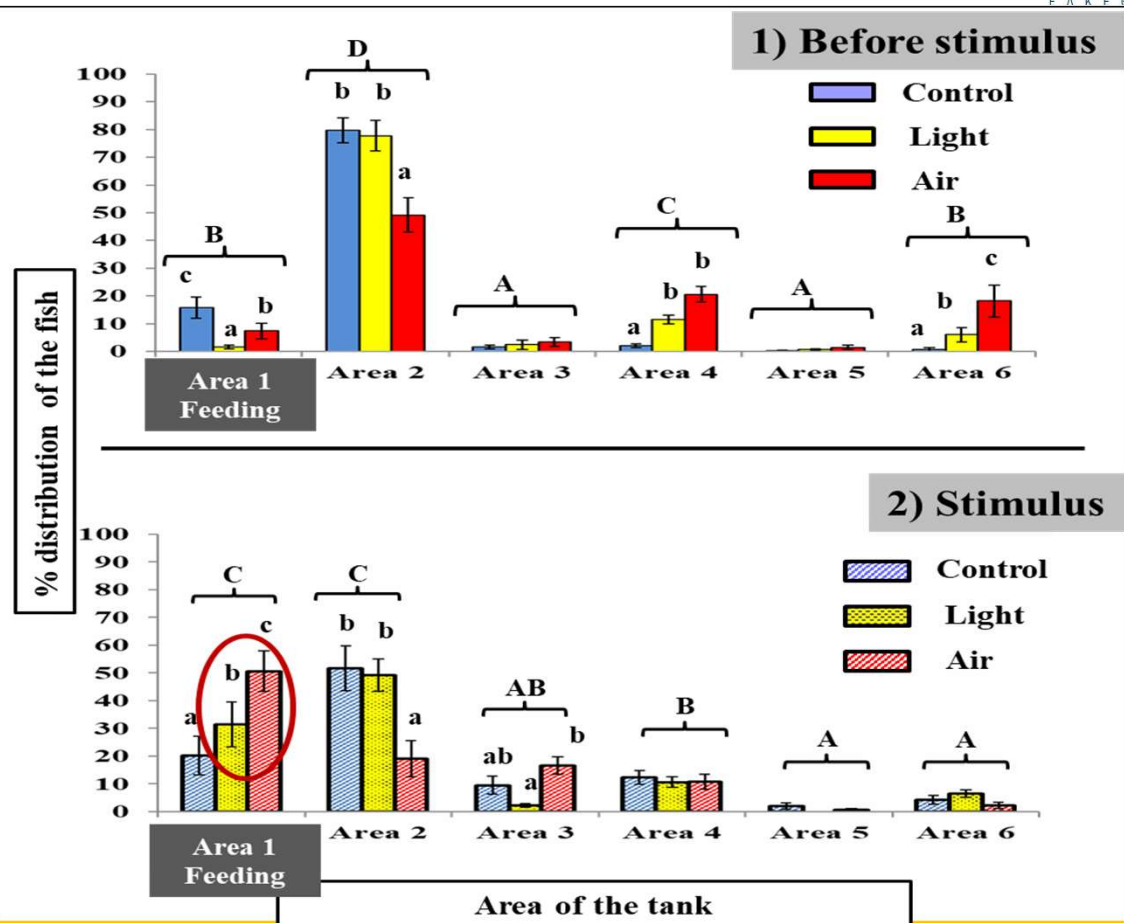 F A K E
1) Before stimulus
Control
Light
Air
% distribution of the fish
100
90
80
70
60
50
40
30
20
10
0
B
c
a
b
D
b
b
a
A
C
a
b
b
A
B
a
b
c
Area 1
Feeding
Area 2
Area 3
Area 4
Area 5
Area 6
2) Stimulus
Control
Light
Air
100
90
80
70
60
50
40
30
20
10
0
C
a
b
c
C
b
b
a
AB
ab
a
b
B
A
A
Area 1
Feeding
Area 2
Area 3
Area 4
Area 5
Area 6
Area of the tank